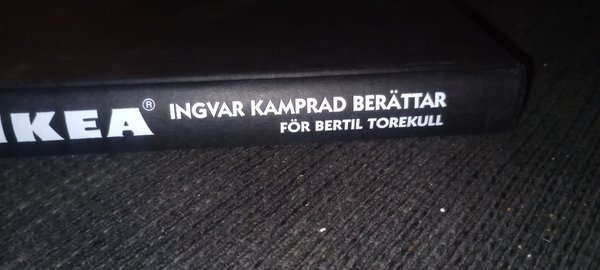 IKEA®
INGVAR KAMPRAD BERÄTTAR
FÖR BERTIL TOREKULL